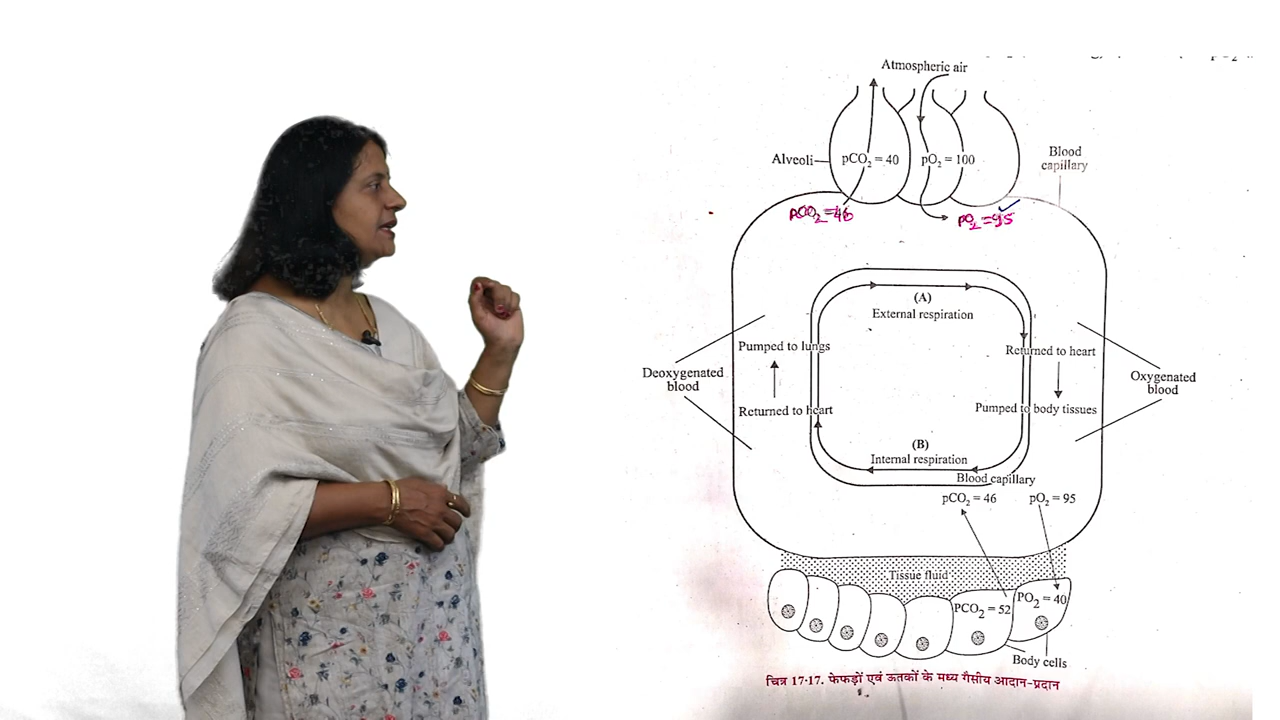 pO₂
Atmospheric air
Alveoli
pCO₂ = 40
pO₂ = 100
Blood
capillary
pCO₂ = 46
pO₂ = 95
(A)
External respiration
Pumped to lungs
Returned to heart
Deoxygenated
blood
Returned to heart
Pumped to body tissues
Oxygenated
blood
(B)
Internal respiration
Blood capillary
pCO₂ = 46
pO₂ = 95
Tissue fluid
PCO₂ = 52
PO₂ = 40
Body cells
चित्र 17·17. फेफड़ों एवं ऊतकों के मध्य गैसीय आदान-प्रदान